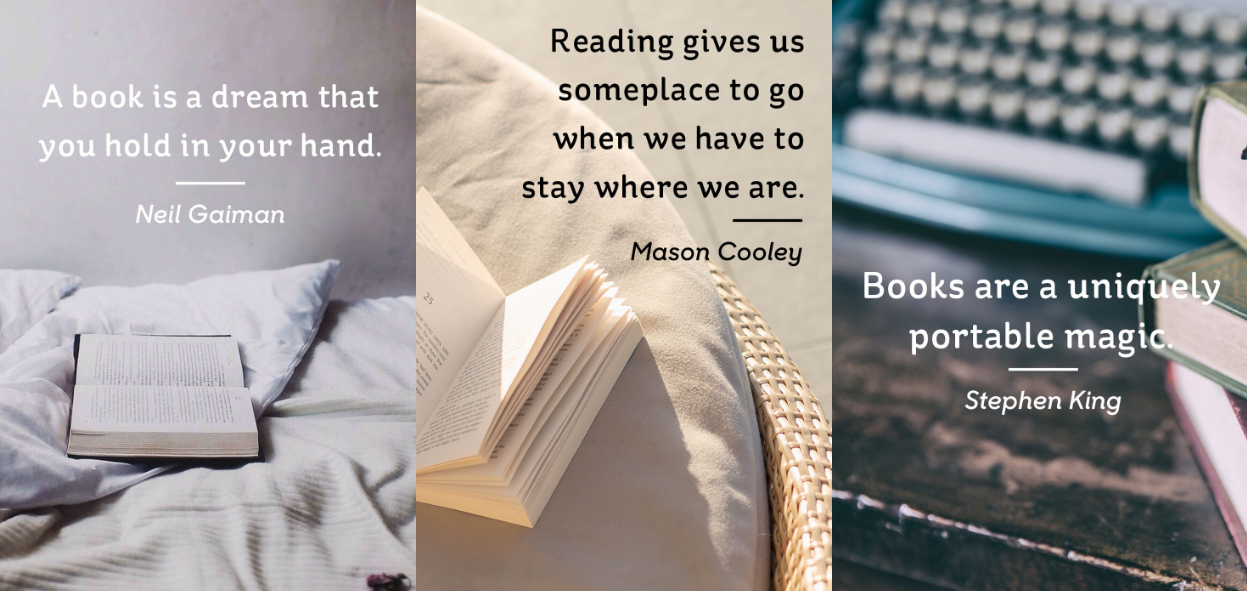 A book is a dream that
you hold in your hand.
Neil Gaiman
Reading gives us
someplace to go
when we have to
stay where we are.
Mason Cooley
23
Books are a uniquely
portable magic.
Stephen King